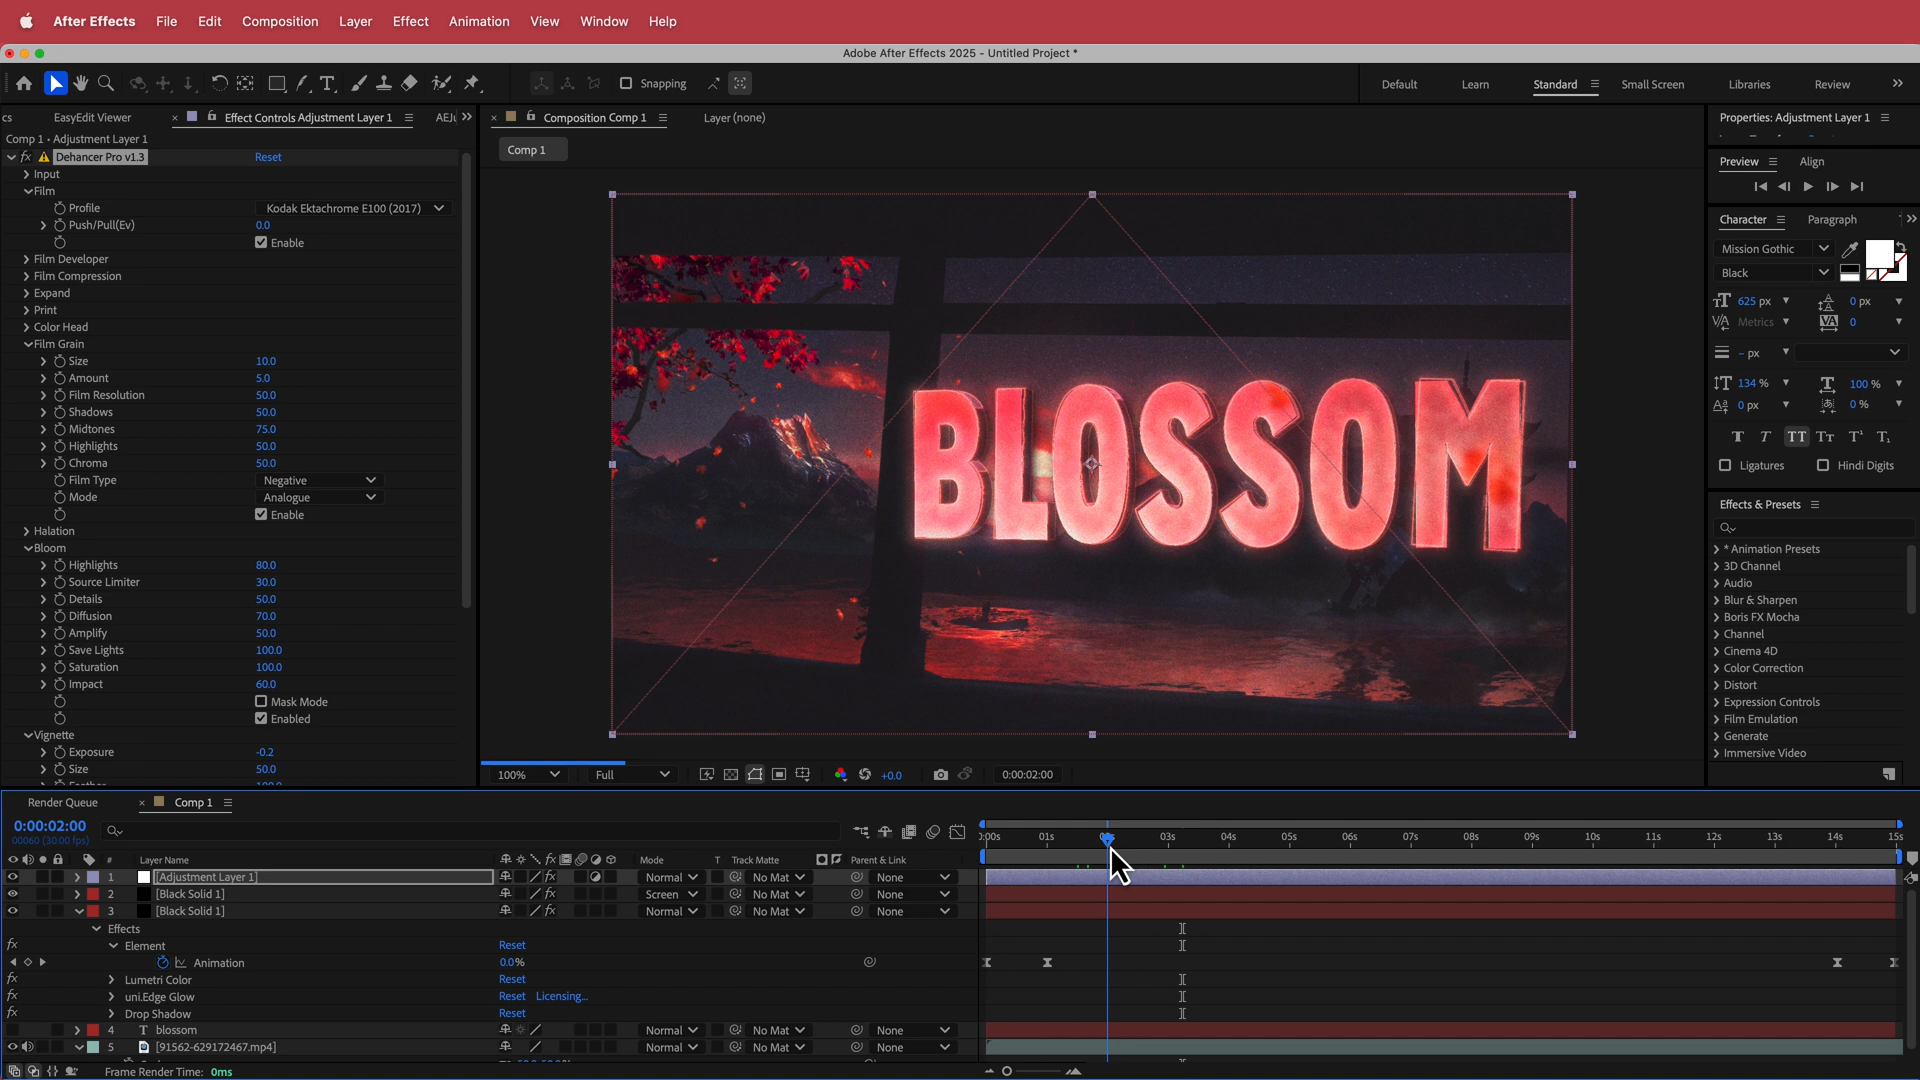 After Effects File Edit Composition Layer Effect Animation View Window Help
Adobe After Effects 2025 - Untitled Project *
Snapping
Default Learn Standard Small Screen Libraries Review
cs EasyEdit Viewer × Effect Controls Adjustment Layer 1
Comp 1 • Adjustment Layer 1
fx Dehancer Pro v1.3 Reset
Input
Film
Profile Kodak Ektachrome E100 (2017)
Push/Pull(Ev) 0.0
Enable
Film Developer
Film Compression
Expand
Print
Color Head
Film Grain
Size 10.0
Amount 5.0
Film Resolution 50.0
Shadows 50.0
Midtones 75.0
Highlights 50.0
Chroma 50.0
Film Type Negative
Mode Analogue
Enable
Halation
Bloom
Highlights 80.0
Source Limiter 30.0
Details 50.0
Diffusion 70.0
Amplify 50.0
Save Lights 100.0
Saturation 100.0
Impact 60.0
Mask Mode
Enabled
Vignette
Exposure -0.2
Size 50.0
× Composition Comp 1 Layer (none)
Comp 1
BLOSSOM
100% Full +0.0 0:00:02:00
Properties: Adjustment Layer 1
Preview Align
Character Paragraph
Mission Gothic
Black
625 px 0 px
Metrics 0
– px
134 % 100 %
0 px 0 %
Ligatures Hindi Digits
Effects & Presets
* Animation Presets
3D Channel
Audio
Blur & Sharpen
Boris FX Mocha
Channel
Cinema 4D
Color Correction
Distort
Expression Controls
Film Emulation
Generate
Immersive Video
Render Queue × Comp 1
0:00:02:00
00060 (30.00 fps)
01s 03s 04s 05s 06s 07s 08s 09s 10s 11s 12s 13s 14s 15s
# Layer Name Mode T Track Matte Parent & Link
1 [Adjustment Layer 1] Normal No Mat None
2 [Black Solid 1] Screen No Mat None
3 [Black Solid 1] Normal No Mat None
Effects
fx Element Reset
Animation 0.0%
fx Lumetri Color Reset
fx uni.Edge Glow Reset Licensing...
fx Drop Shadow Reset
4 T blossom Normal No Mat None
5 [91562-629172467.mp4] Normal No Mat None
Frame Render Time: 0ms